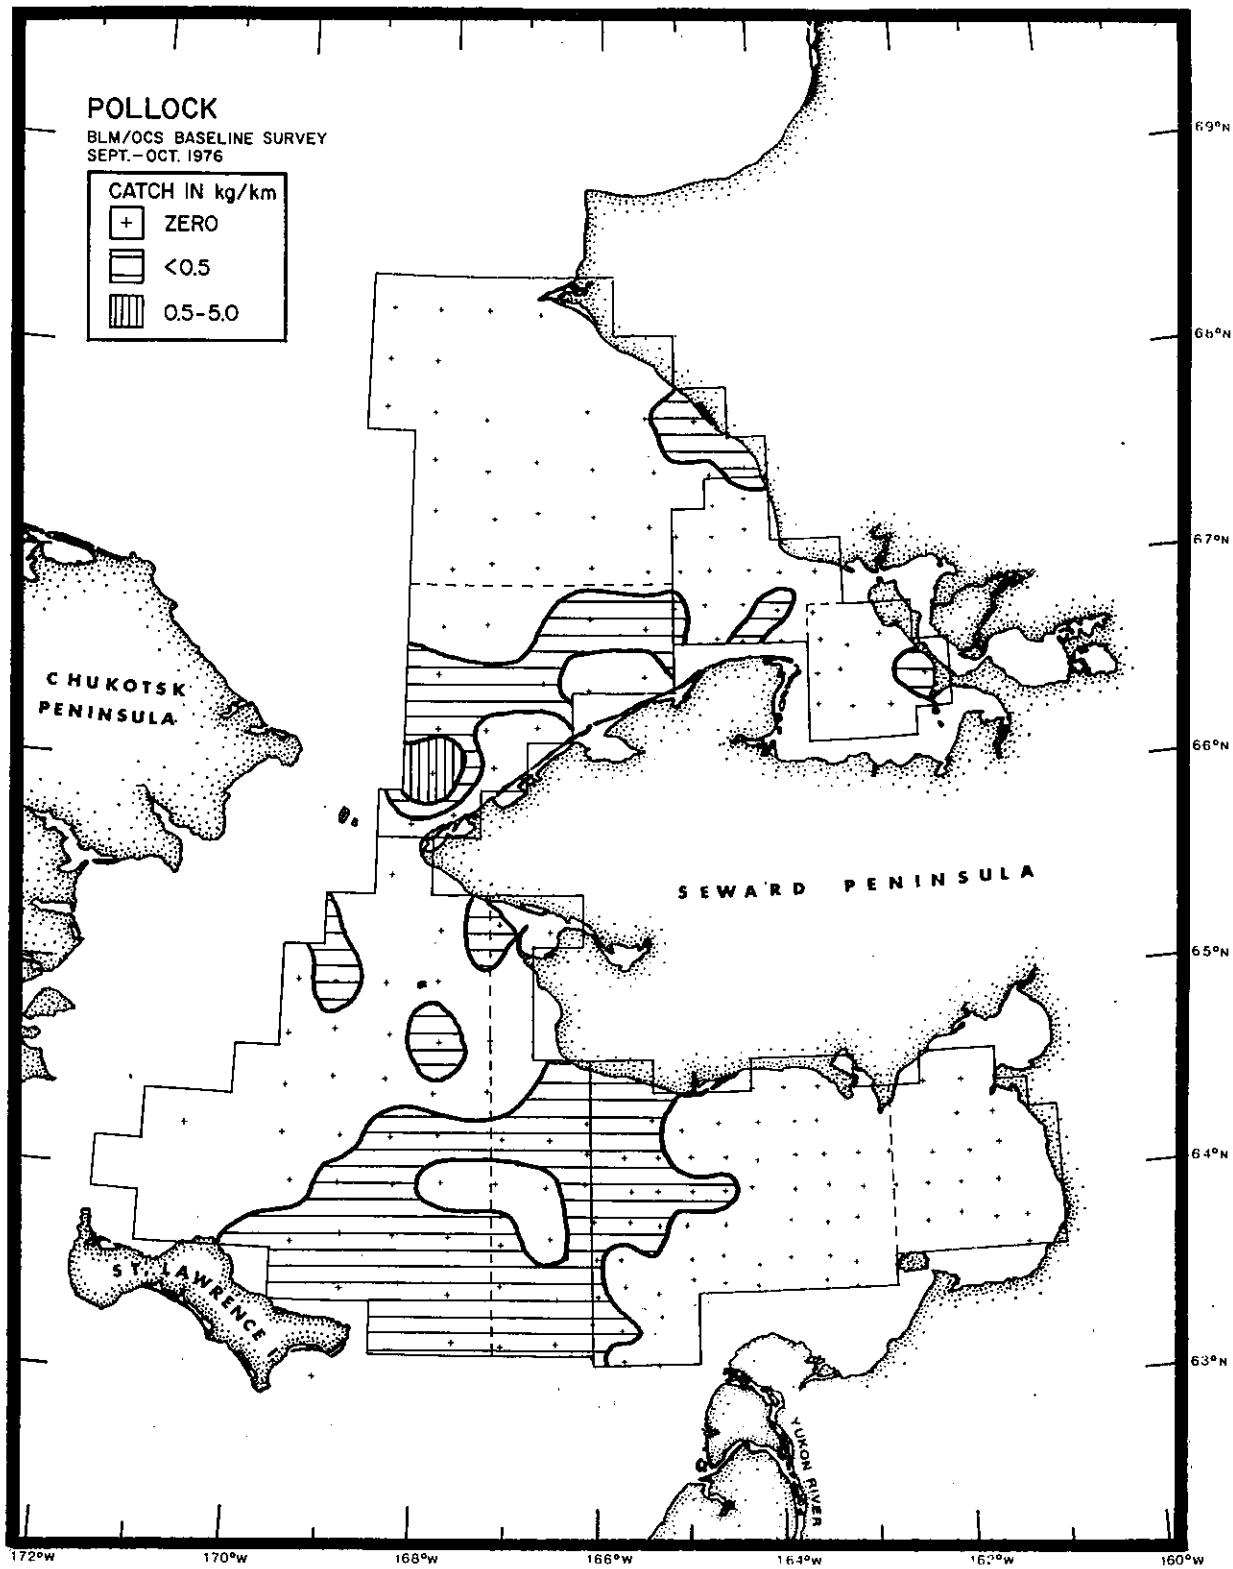 POLLOCK
BLM/OCS BASELINE SURVEY
SEPT.-OCT. 1976
CATCH IN kg/km
+ ZERO
<0.5
0.5-5.0
69°N
68°N
67°N
CHUKOTSK
PENINSULA
66°N
SEWARD PENINSULA
65°N
64°N
ST. LAWRENCE I
63°N
YUKON RIVER
172°W
170°W
168°W
166°W
164°W
162°W
160°W